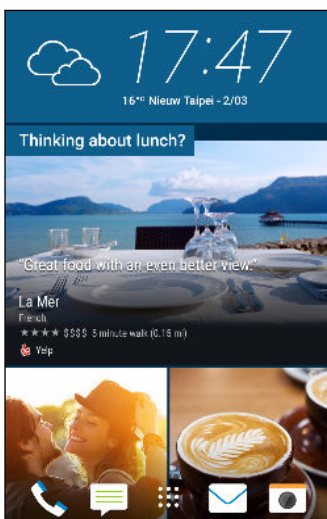 17:47
16°C Nieuw Taipei - 2/03
Thinking about lunch?
"Great food with an even better view."
La Mer
French
$$$$ 5 minute walk (0.15 mi)
Yelp